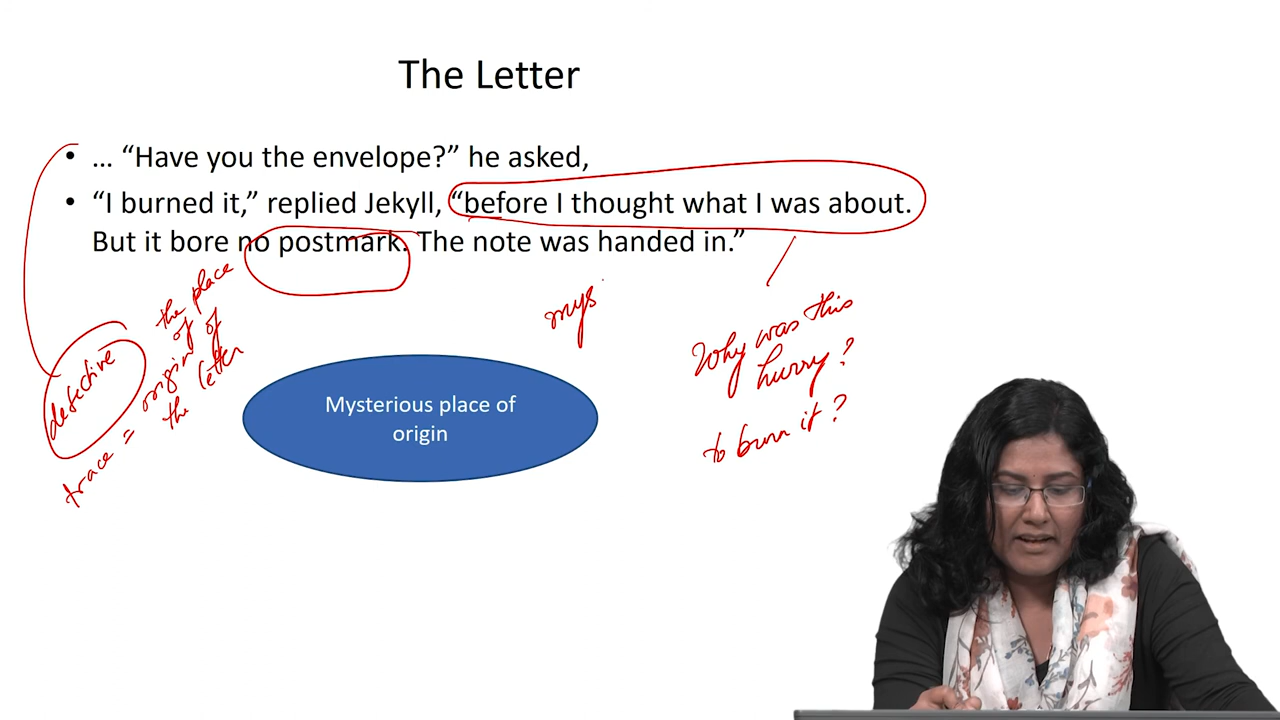 The Letter
• ... “Have you the envelope?” he asked,
• “I burned it,” replied Jekyll, “before I thought what I was about.
But it bore no postmark. The note was handed in.”
detective
trace =
the place
of
origin of
the letter
mys
Why was this
hurry?
to burn it?
Mysterious place of
origin